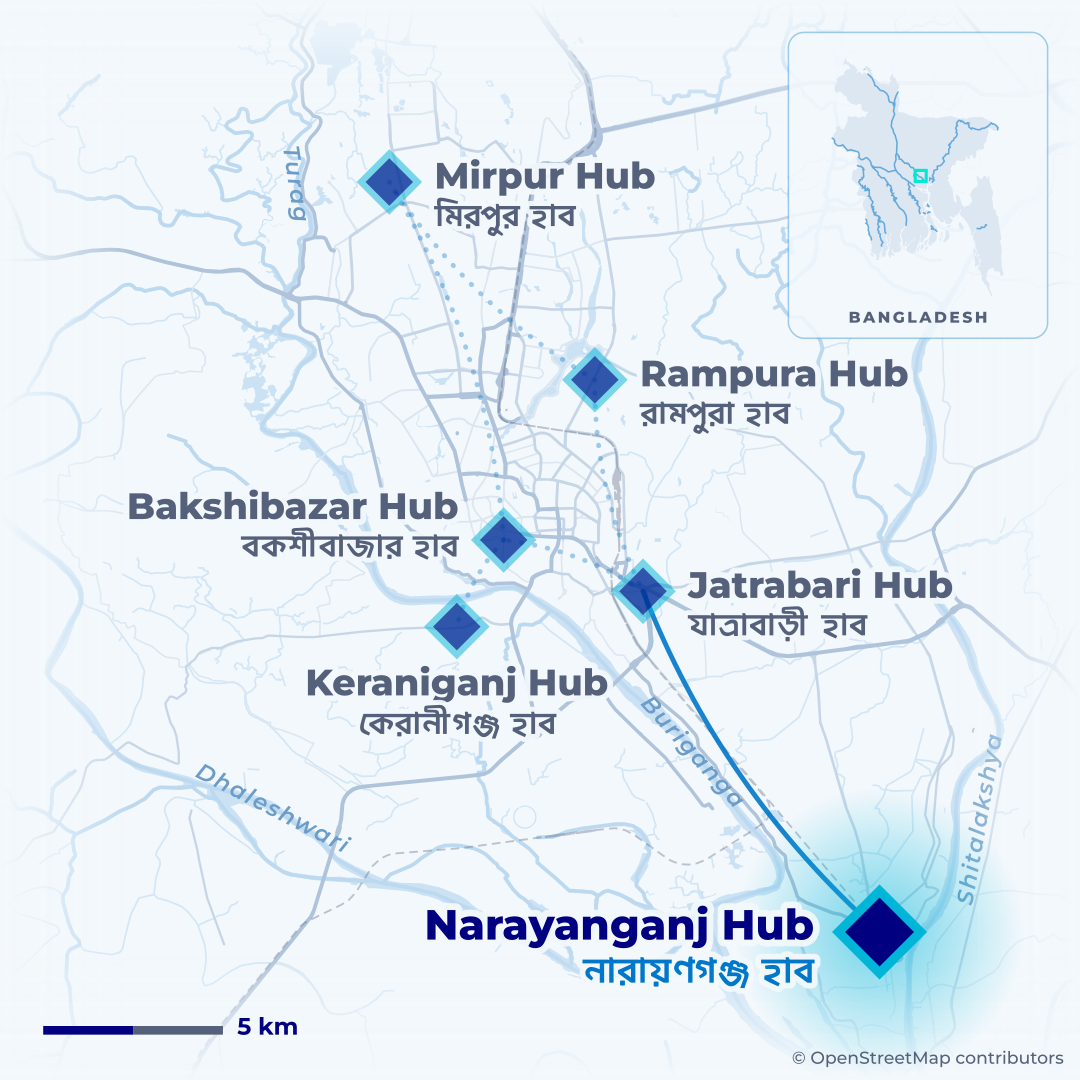 Turag
Mirpur Hub
মিরপুর হাব
BANGLADESH
Rampura Hub
রামপুরা হাব
Bakshibazar Hub
বকশীবাজার হাব
Jatrabari Hub
যাত্রাবাড়ী হাব
Keraniganj Hub
কেরানীগঞ্জ হাব
Buriganga
Dhaleshwari
Shitalakshya
Narayanganj Hub
নারায়ণগঞ্জ হাব
5 km
© OpenStreetMap contributors